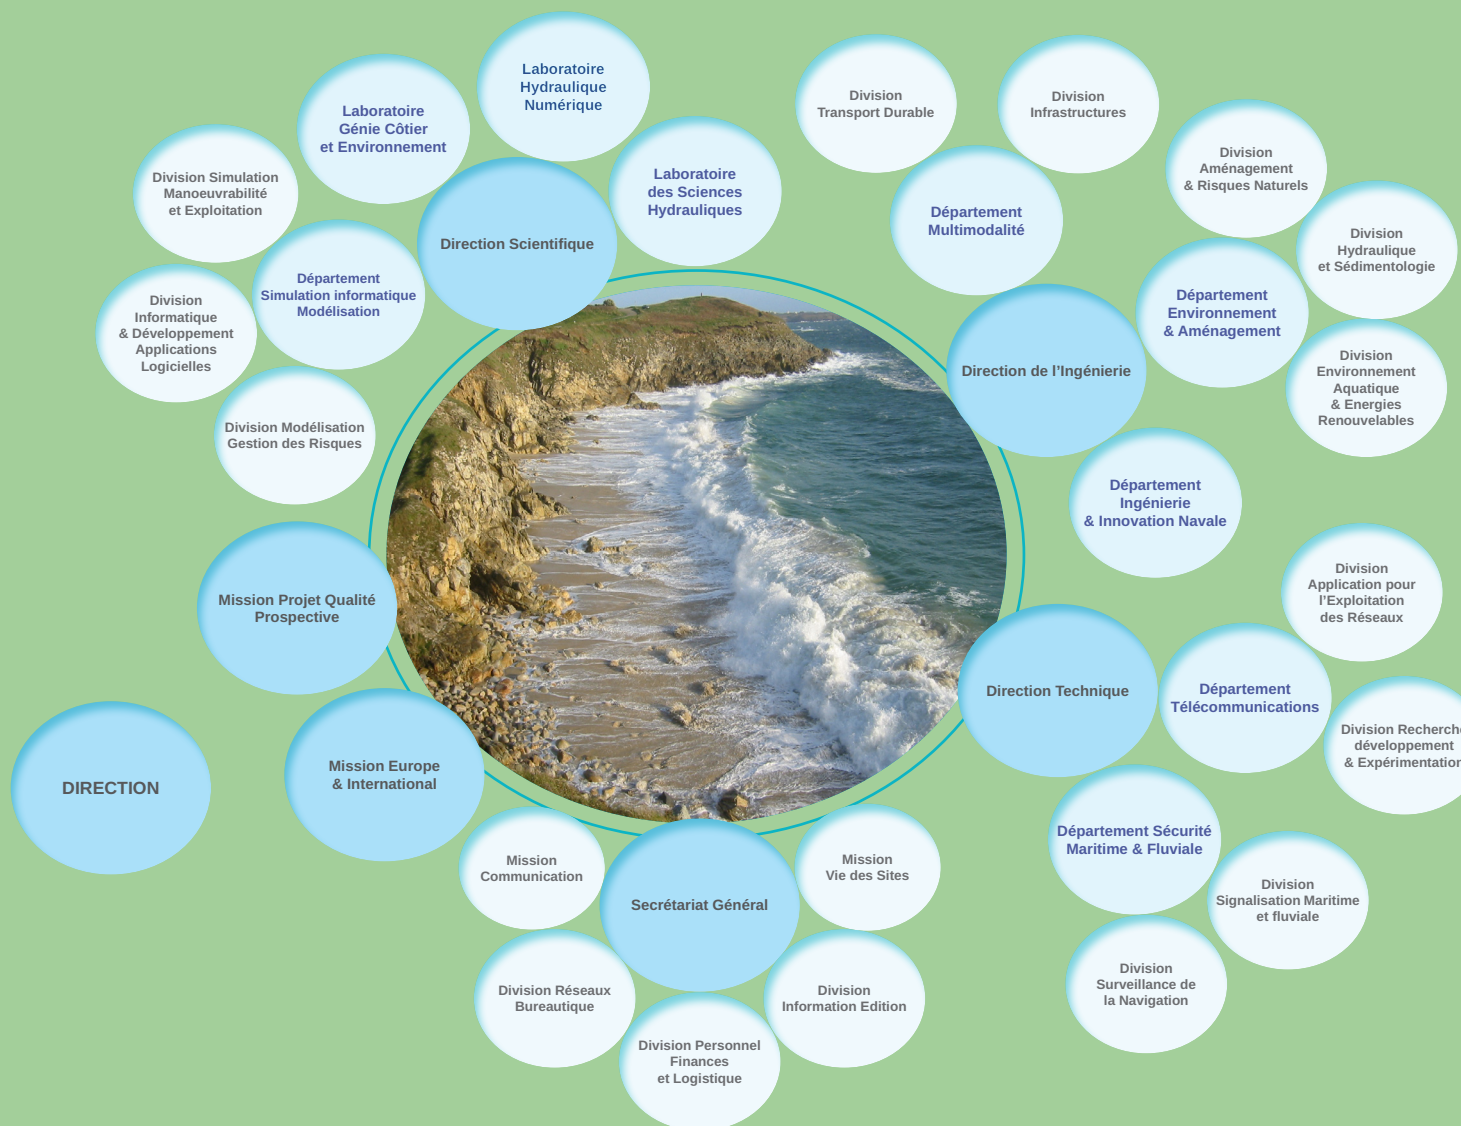 Laboratoire
Hydraulique
Numérique
Laboratoire
Génie Côtier
et Environnement
Laboratoire
des Sciences
Hydrauliques
Direction Scientifique
Division Simulation
Manoeuvrabilité
et Exploitation
Département
Simulation informatique
Modélisation
Division
Informatique
& Développement
Applications
Logicielles
Division Modélisation
Gestion des Risques
Division
Transport Durable
Division
Infrastructures
Département
Multimodalité
Division
Aménagement
& Risques Naturels
Division
Hydraulique
et Sédimentologie
Département
Environnement
& Aménagement
Division
Environnement
Aquatique
& Energies
Renouvelables
Direction de l’Ingénierie
Département
Ingénierie
& Innovation Navale
Mission Projet Qualité
Prospective
Mission Europe
& International
DIRECTION
Division
Application pour
l’Exploitation
des Réseaux
Direction Technique
Département
Télécommunications
Division Recherche
développement
& Expérimentation
Département Sécurité
Maritime & Fluviale
Division
Signalisation Maritime
et fluviale
Division
Surveillance de
la Navigation
Mission
Communication
Secrétariat Général
Mission
Vie des Sites
Division Réseaux
Bureautique
Division Personnel
Finances
et Logistique
Division
Information Edition